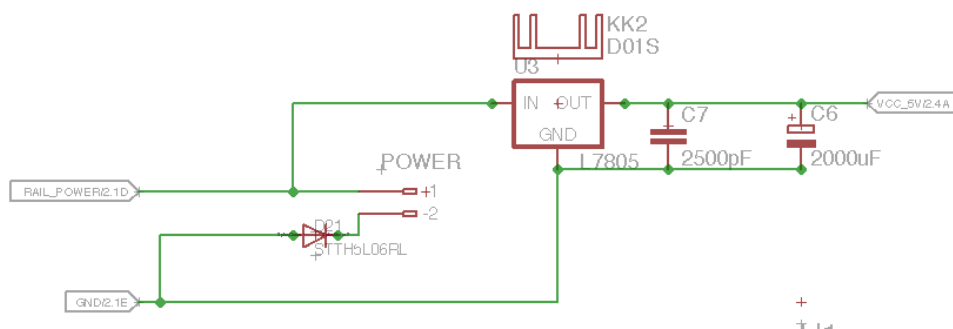 KK2
D01S
U3
IN
OUT
GND
VCC_5V/2.4A
C7
C6
L7805
2500pF
2000uF
POWER
RAIL_POWER/2.1D
+1
-2
D21
STTH5L06RL
GND/2.1E